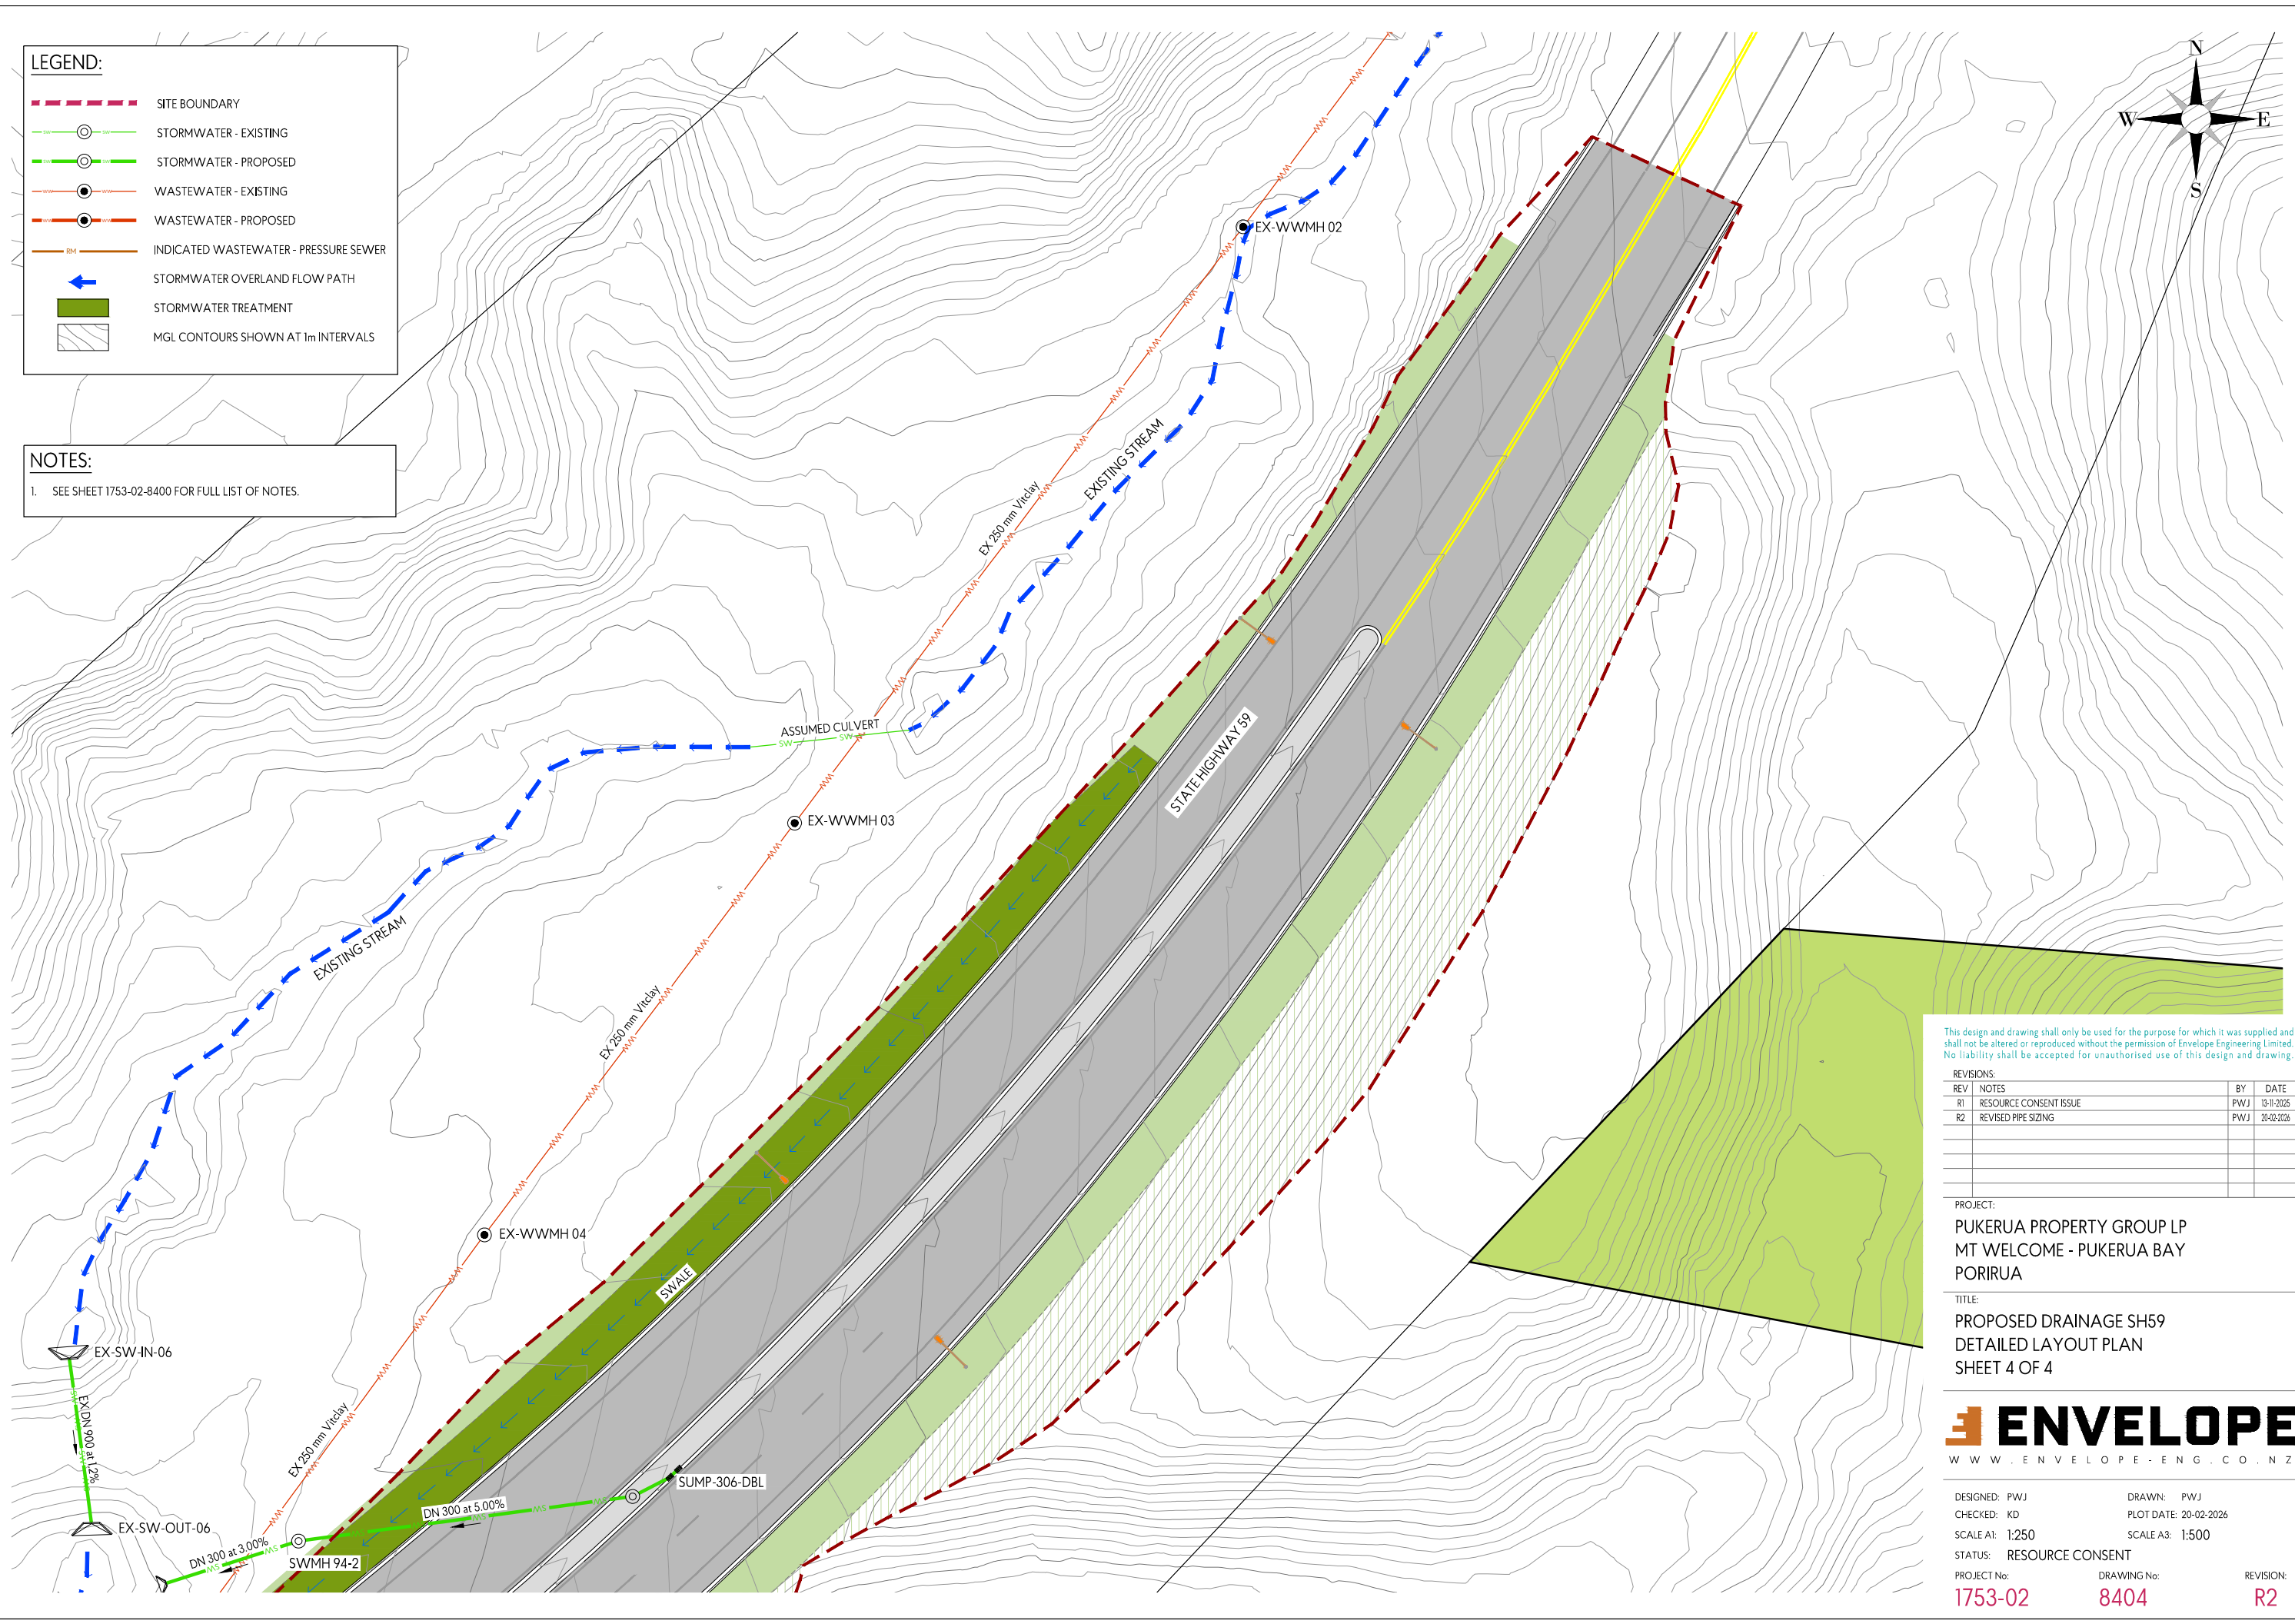 LEGEND:
SITE BOUNDARY
STORMWATER - EXISTING
STORMWATER - PROPOSED
WASTEWATER - EXISTING
WASTEWATER - PROPOSED
RM
INDICATED WASTEWATER - PRESSURE SEWER
STORMWATER OVERLAND FLOW PATH
STORMWATER TREATMENT
MGL CONTOURS SHOWN AT 1m INTERVALS
NOTES:
1. SEE SHEET 1753-02-8400 FOR FULL LIST OF NOTES.
N
W
E
S
EX-WWMH 02
EXISTING STREAM
EX 250 mm Vitclay
ASSUMED CULVERT
SW
SW
STATE HIGHWAY 59
EX-WWMH 03
EXISTING STREAM
EX 250 mm Vitclay
EX-WWMH 04
SWALE
EX-SW-IN-06
EX DN 900 at 1.2%
EX 250 mm Vitclay
SUMP-306-DBL
DN 300 at 5.00%
EX-SW-OUT-06
DN 300 at 3.00%
SWMH 94-2
This design and drawing shall only be used for the purpose for which it was supplied and
shall not be altered or reproduced without the permission of Envelope Engineering Limited.
No liability shall be accepted for unauthorised use of this design and drawing.
REVISIONS:
REV NOTES BY DATE
R1 RESOURCE CONSENT ISSUE PWJ 13-11-2025
R2 REVISED PIPE SIZING PWJ 20-02-2026
PROJECT:
PUKERUA PROPERTY GROUP LP
MT WELCOME - PUKERUA BAY
PORIRUA
TITLE:
PROPOSED DRAINAGE SH59
DETAILED LAYOUT PLAN
SHEET 4 OF 4
ENVELOPE
WWW.ENVELOPE-ENG.CO.NZ
DESIGNED: PWJ DRAWN: PWJ
CHECKED: KD PLOT DATE: 20-02-2026
SCALE A1: 1:250 SCALE A3: 1:500
STATUS: RESOURCE CONSENT
PROJECT No: DRAWING No: REVISION:
1753-02 8404 R2